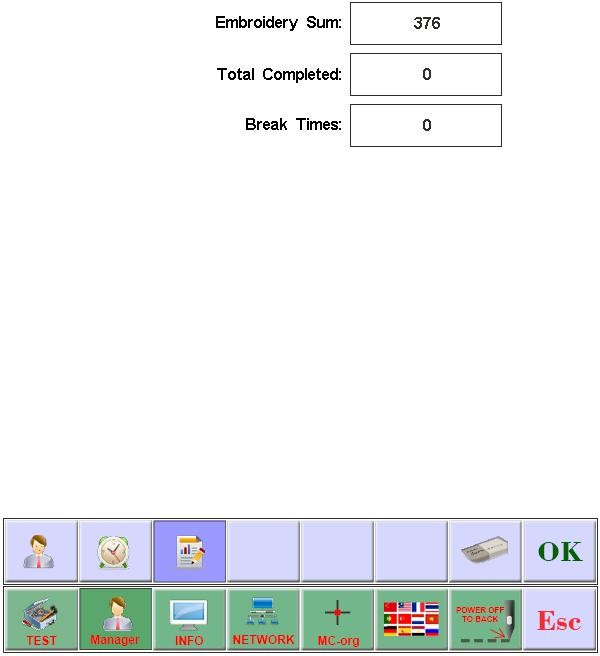 Embroidery Sum: 376
Total Completed: 0
Break Times: 0
OK
TEST
Manager
INFO
NETWORK
MC-org
POWER OFF
TO BACK
Esc